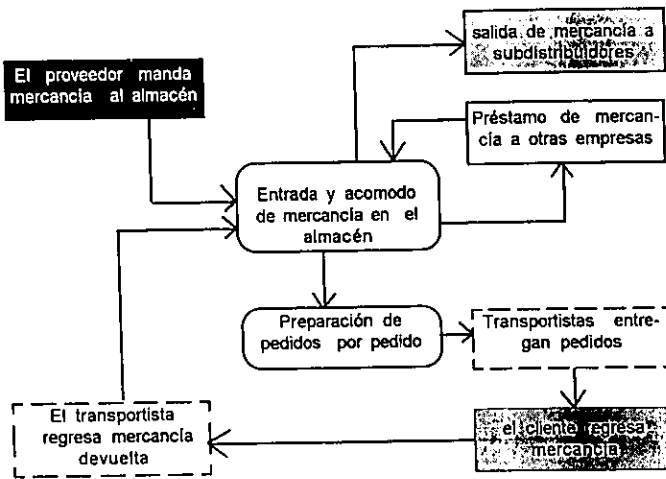 salida de mercancía a
subdistribuidores
El proveedor manda
mercancía al almacén
Préstamo de mercan-
cía a otras empresas
Entrada y acomodo
de mercancía en el
almacén
Preparación de
pedidos por pedido
Transportistas entre-
gan pedidos
El transportista
regresa mercancía
devuelta
el cliente regresa
mercancía